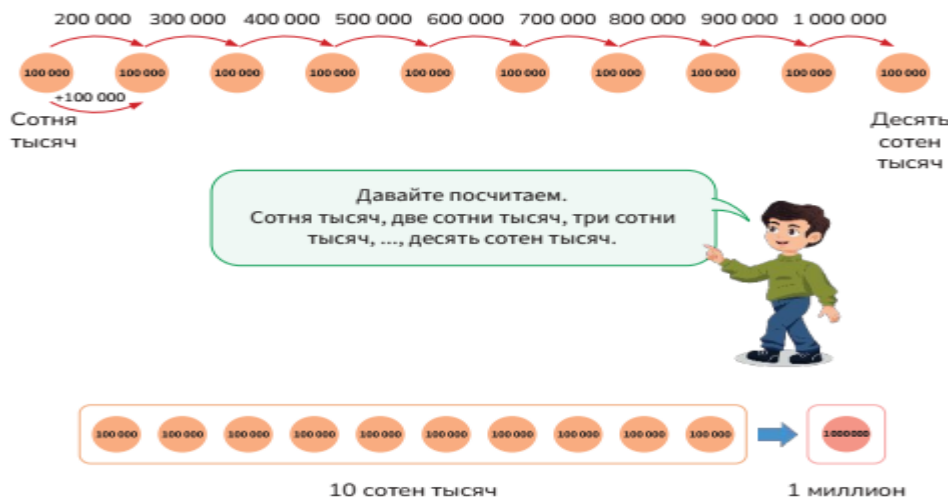 200 000 300 000 400 000 500 000 600 000 700 000 800 000 900 000 1 000 000
100 000 100 000 100 000 100 000 100 000 100 000 100 000 100 000 100 000 100 000
+100 000
Сотня
тысяч
Десять
сотен
тысяч
Давайте посчитаем.
Сотня тысяч, две сотни тысяч, три сотни
тысяч, ..., десять сотен тысяч.
100 000 100 000 100 000 100 000 100 000 100 000 100 000 100 000 100 000 100 000 1 000 000
10 сотен тысяч 1 миллион